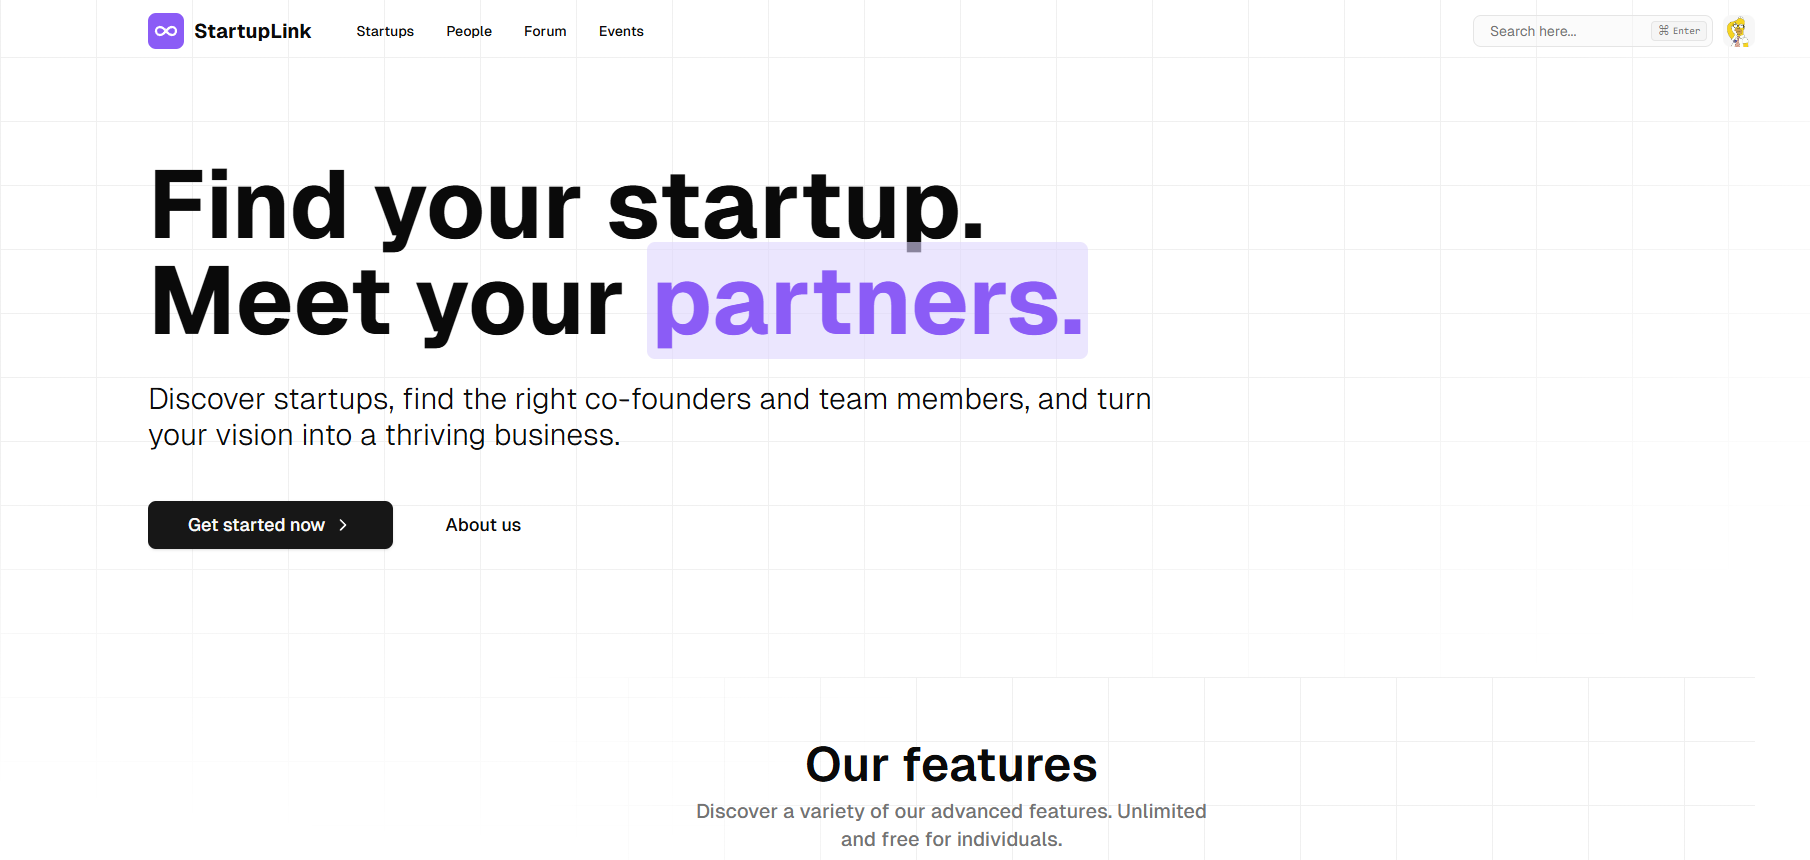 StartupLink
Startups
People
Forum
Events
Search here...
⌘ Enter
Find your startup.
Meet your partners.
Discover startups, find the right co-founders and team members, and turn
your vision into a thriving business.
Get started now
About us
Our features
Discover a variety of our advanced features. Unlimited
and free for individuals.